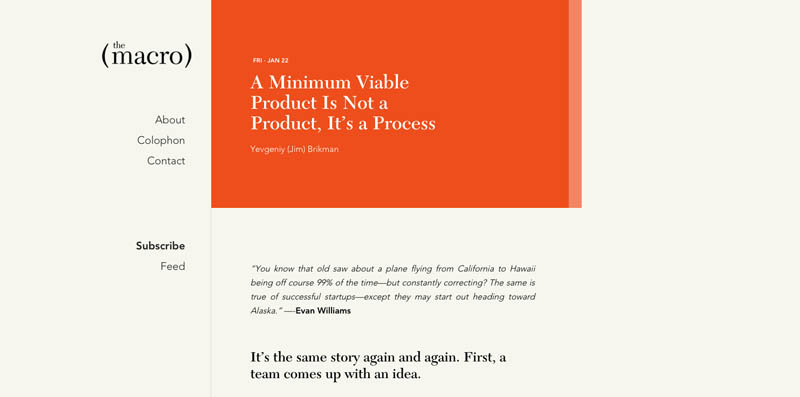 the
(macro)
About
Colophon
Contact
Subscribe
Feed
FRI - JAN 22
A Minimum Viable
Product Is Not a
Product, It’s a Process
Yevgeniy (Jim) Brikman
“You know that old saw about a plane flying from California to Hawaii
being off course 99% of the time—but constantly correcting? The same is
true of successful startups—except they may start out heading toward
Alaska.” —-Evan Williams
It’s the same story again and again. First, a
team comes up with an idea.